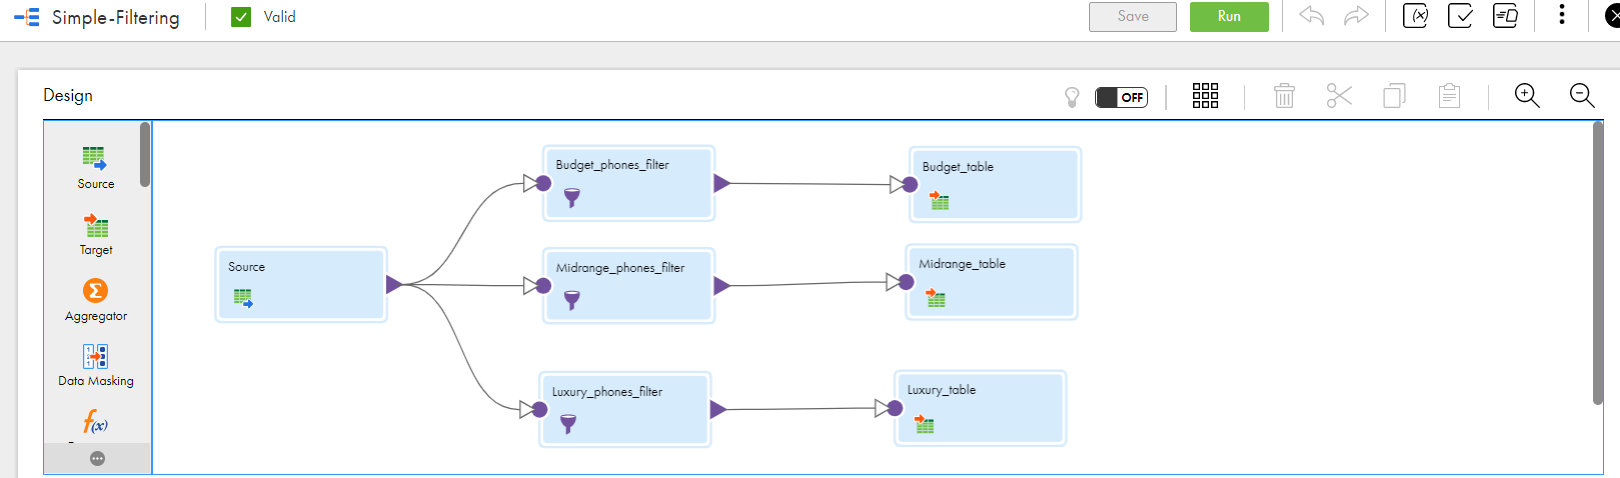 Simple-Filtering
Valid
Save
Run
Design
OFF
Source
Target
Aggregator
Data Masking
f(x)
Source
Budget_phones_filter
Budget_table
Midrange_phones_filter
Midrange_table
Luxury_phones_filter
Luxury_table